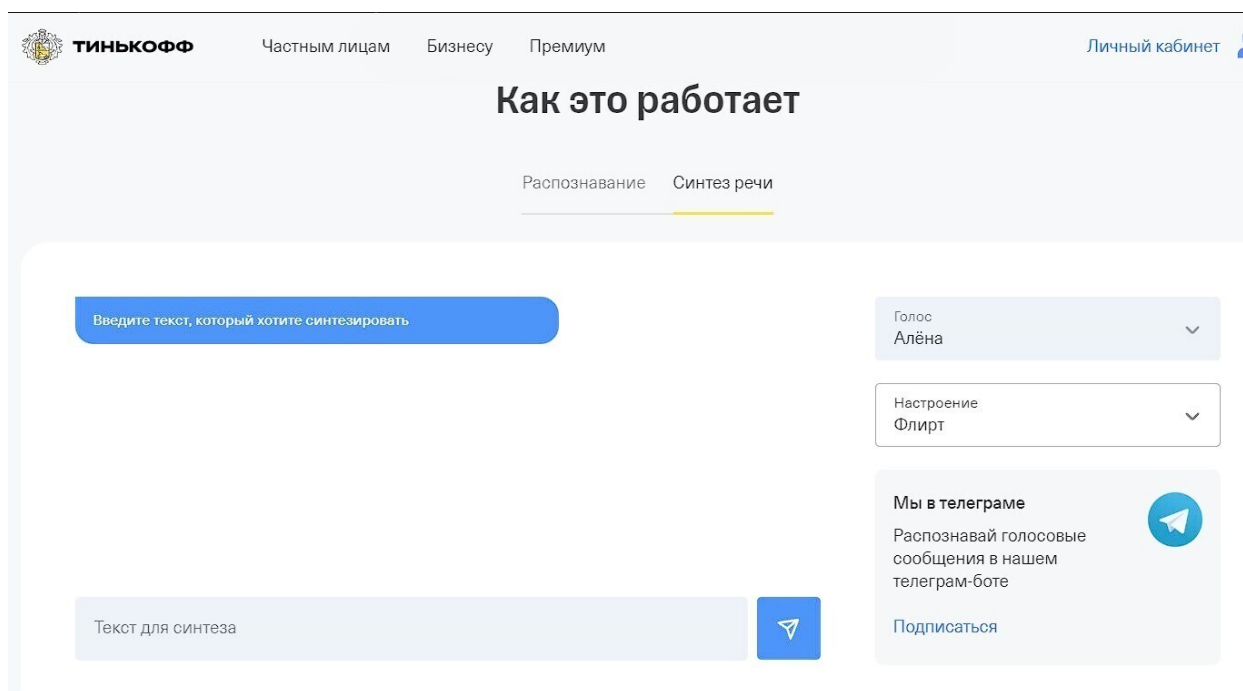 ТИНЬКОФФ Частным лицам Бизнесу Премиум Личный кабинет
Как это работает
Распознавание Синтез речи
Введите текст, который хотите синтезировать
Голос
Алёна
Настроение
Флирт
Мы в телеграме
Распознавай голосовые
сообщения в нашем
телеграм-боте
Подписаться
Текст для синтеза